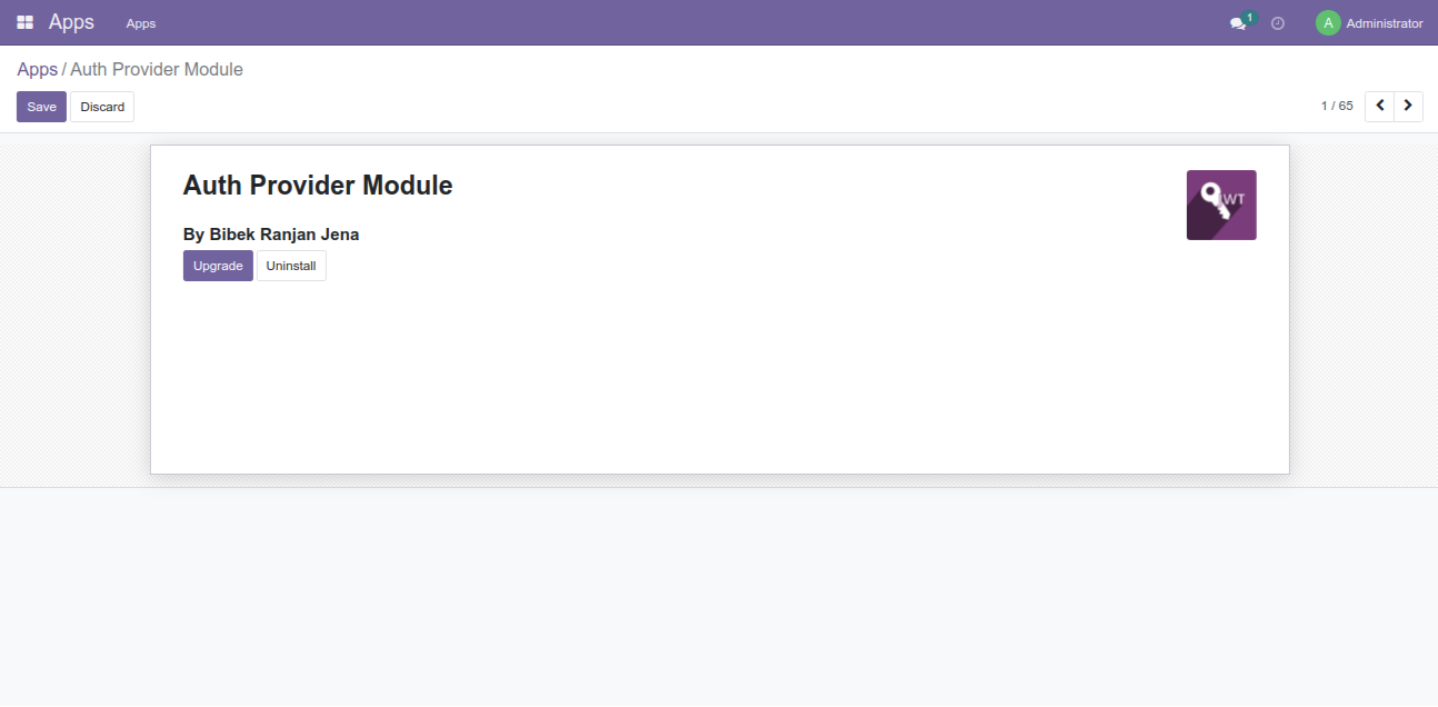 Apps Apps 1 A Administrator
Apps / Auth Provider Module
Save Discard 1 / 65
Auth Provider Module
JWT
By Bibek Ranjan Jena
Upgrade Uninstall